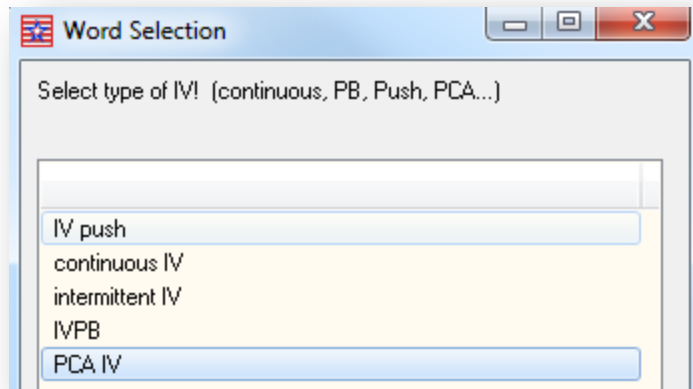 Word Selection
Select type of IV! (continuous, PB, Push, PCA...)
IV push
continuous IV
intermittent IV
IVPB
PCA IV